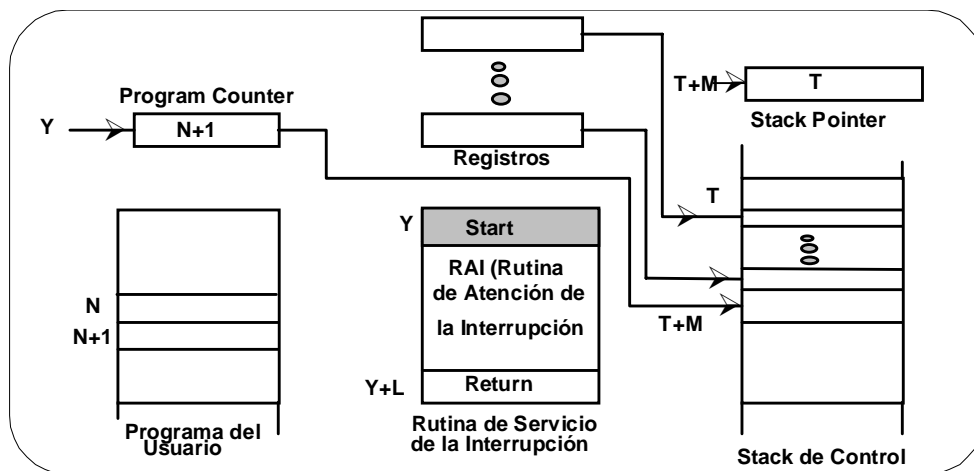 Program Counter
Y
N+1
Registros
T+M
T
Stack Pointer
N
N+1
Programa del
Usuario
Y
Start
RAI (Rutina
de Atención de
la Interrupción
Y+L
Return
Rutina de Servicio
de la Interrupción
T
T+M
Stack de Control